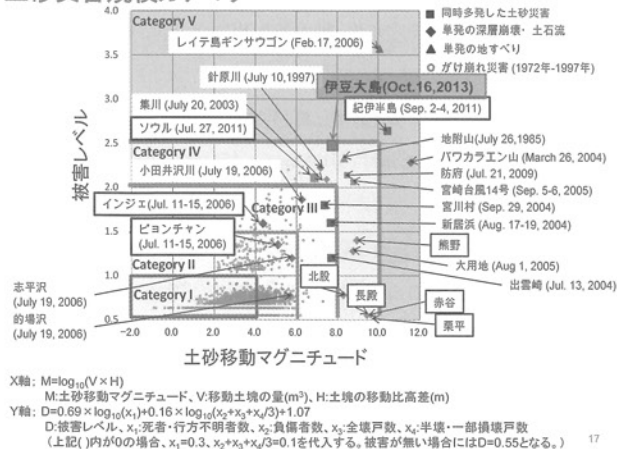 4.0
3.5
3.0
2.5
2.0
1.5
1.0
0.5
被害レベル
Category V
レイテ島ギンサウゴン (Feb.17, 2006)
針原川 (July 10,1997)
伊豆大島(Oct.16,2013)
集川 (July 20, 2003)
紀伊半島 (Sep. 2-4, 2011)
ソウル (Jul. 27, 2011)
Category IV
小田井沢川 (July 19, 2006)
インジェ(Jul. 11-15, 2006)
Category III
ピョンチャン
(Jul. 11-15, 2006)
Category II
志平沢
(July 19, 2006)
Category I
的場沢
(July 19, 2006)
北股
長殿
熊野
赤谷
栗平
■ 同時多発した土砂災害
◆ 単発の深層崩壊・土石流
▲ 単発の地すべり
○ がけ崩れ災害 (1972年-1997年)
地附山(July 26,1985)
バワカラエン山 (March 26, 2004)
防府 (Jul. 21, 2009)
宮崎台風14号 (Sep. 5-6, 2005)
宮川村 (Sep. 29, 2004)
新居浜 (Aug. 17-19, 2004)
大用地 (Aug 1, 2005)
出雲崎 (Jul. 13, 2004)
-2.0 0.0 2.0 4.0 6.0 8.0 10.0 12.0
土砂移動マグニチュード
X軸; M=log₁₀(V×H)
M:土砂移動マグニチュード、V:移動土塊の量(m³)、H:土塊の移動比高差(m)
Y軸; D=0.69×log₁₀(x₁)+0.16×log₁₀(x₂+x₃+x₄/3)+1.07
D:被害レベル、x₁:死者・行方不明者数、x₂:負傷者数、x₃:全壊戸数、x₄:半壊・一部損壊戸数
(上記( )内が0の場合、x₁=0.3、x₂+x₃+x₄/3=0.1を代入する。被害が無い場合にはD=0.55となる。)
17